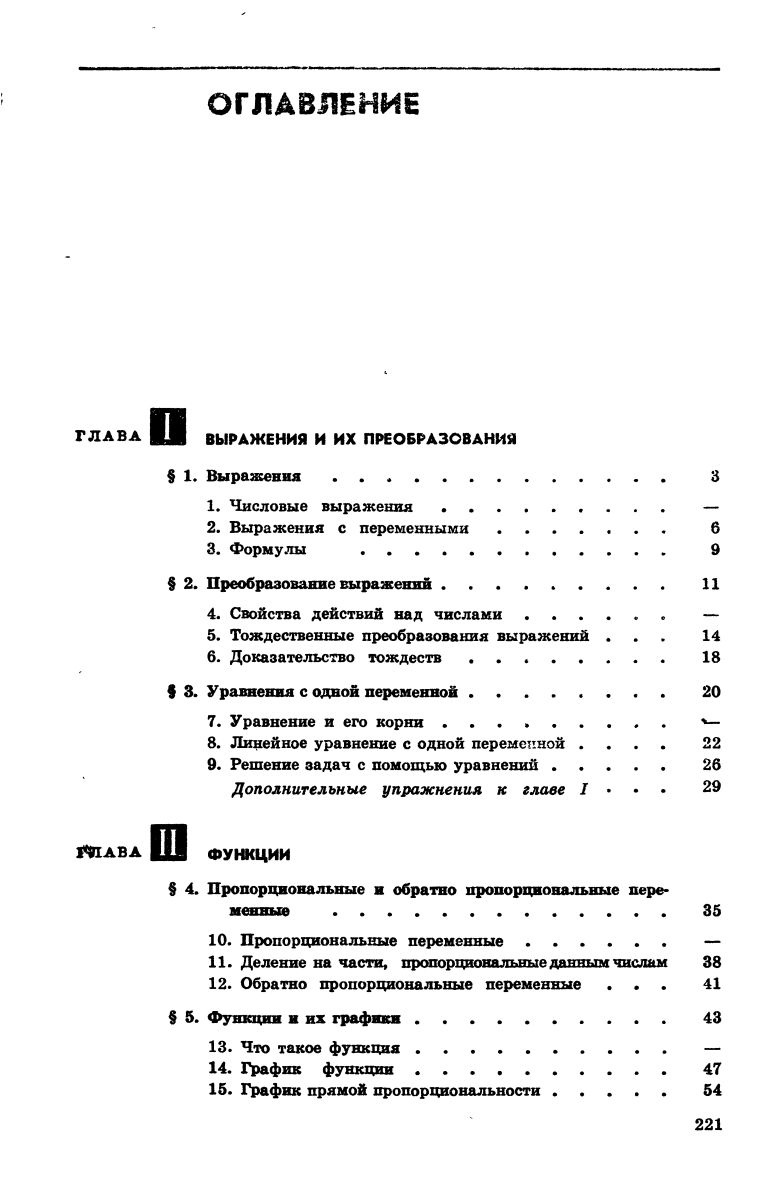 ОГЛАВЛЕНИЕ
ГЛАВА I ВЫРАЖЕНИЯ И ИХ ПРЕОБРАЗОВАНИЯ
§ 1. Выражения . . . . . . . . . . . . . 3
1. Числовые выражения . . . . . . . . . —
2. Выражения с переменными . . . . . . . 6
3. Формулы . . . . . . . . . . . . 9
§ 2. Преобразование выражений . . . . . . . . . 11
4. Свойства действий над числами . . . . . . —
5. Тождественные преобразования выражений . . . 14
6. Доказательство тождеств . . . . . . . . 18
§ 3. Уравнения с одной переменной . . . . . . . . 20
7. Уравнение и его корни . . . . . . . . . —
8. Линейное уравнение с одной переменной . . . . 22
9. Решение задач с помощью уравнений . . . . . 26
Дополнительные упражнения к главе I . . . 29
ГЛАВА II ФУНКЦИИ
§ 4. Пропорциональные и обратно пропорциональные пере-
менные . . . . . . . . . . . . . 35
10. Пропорциональные переменные . . . . . . —
11. Деление на части, пропорциональные данным числам 38
12. Обратно пропорциональные переменные . . . 41
§ 5. Функции и их графики . . . . . . . . . . 43
13. Что такое функция . . . . . . . . . . —
14. График функции . . . . . . . . . . 47
15. График прямой пропорциональности . . . . . 54
221